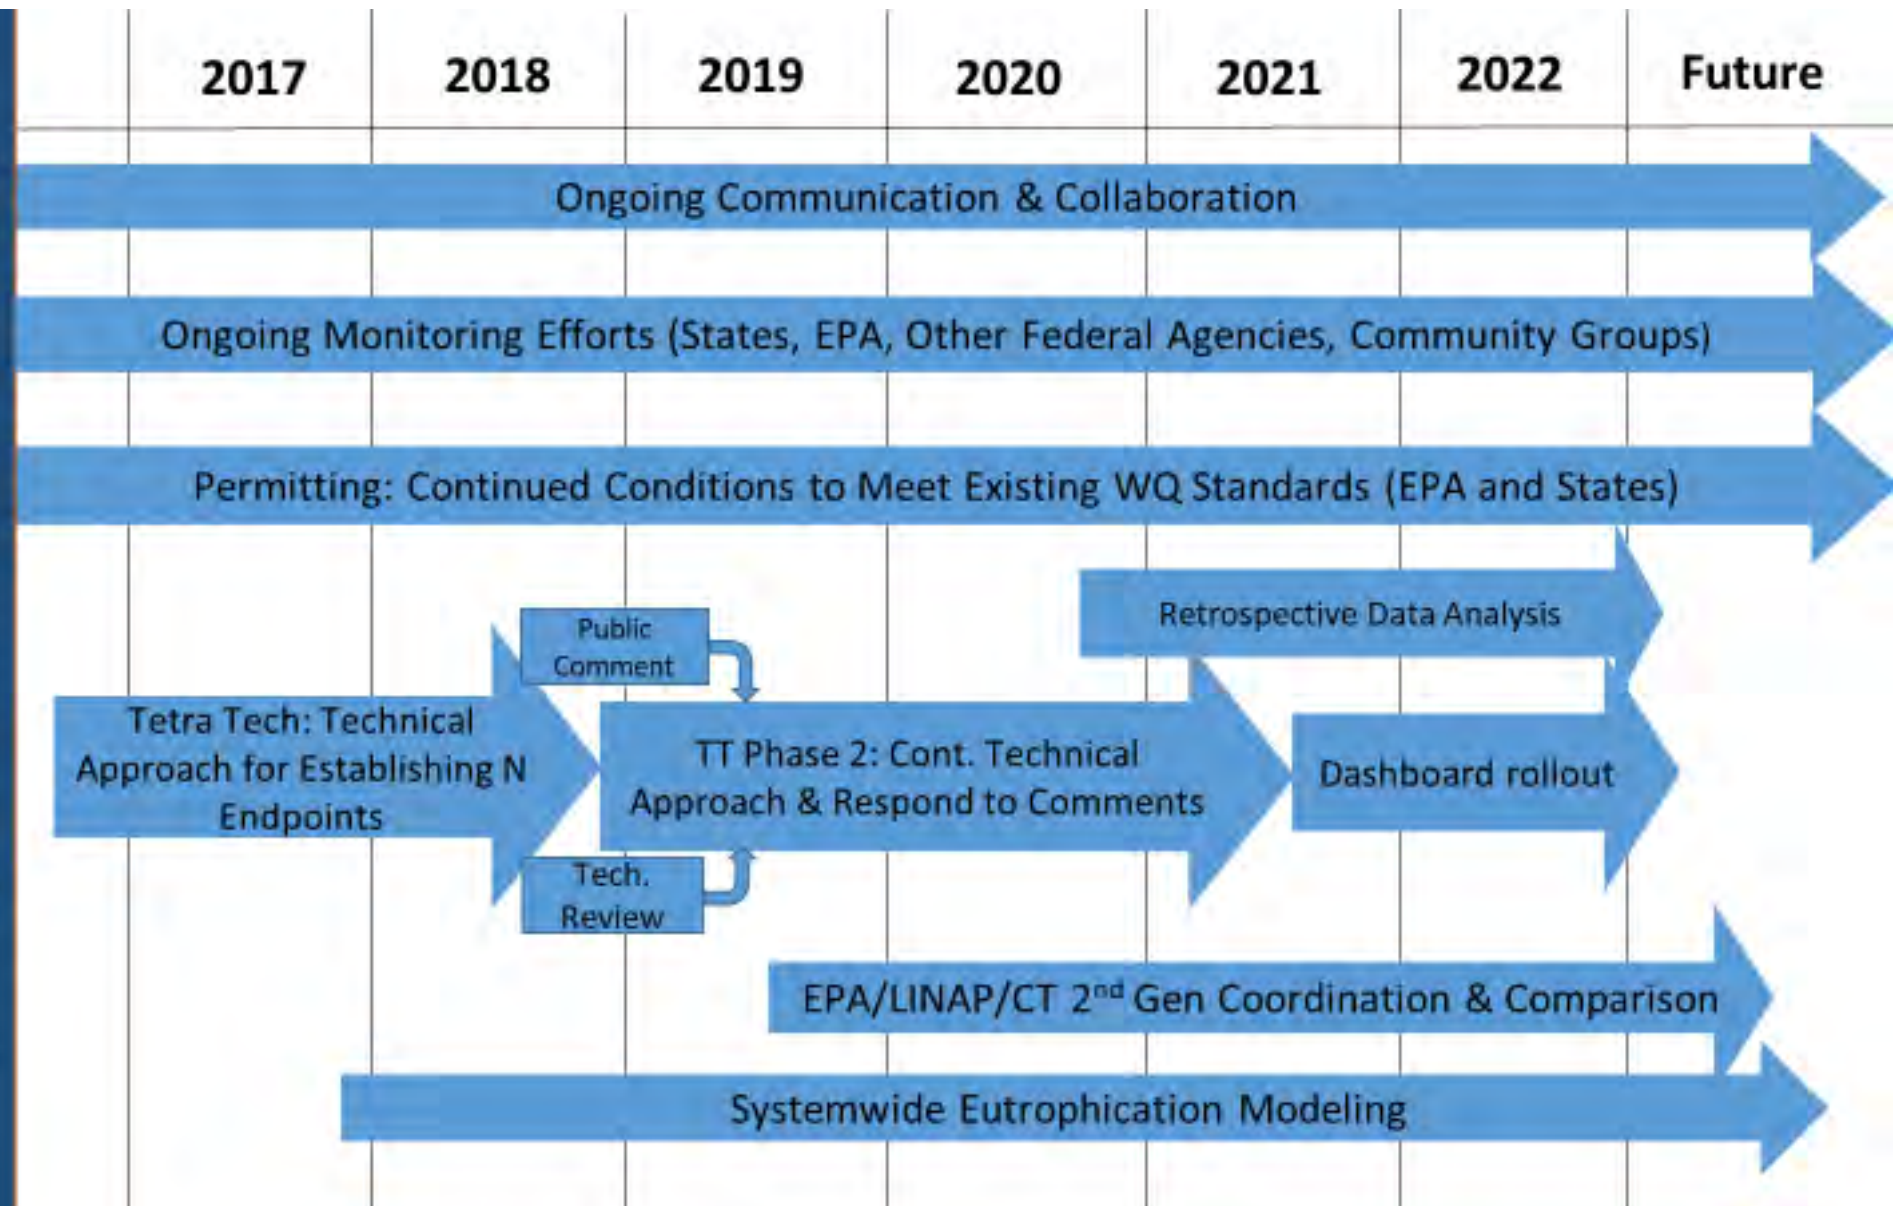 2017 2018 2019 2020 2021 2022 Future
Ongoing Communication & Collaboration
Ongoing Monitoring Efforts (States, EPA, Other Federal Agencies, Community Groups)
Permitting: Continued Conditions to Meet Existing WQ Standards (EPA and States)
Retrospective Data Analysis
Public
Comment
Tetra Tech: Technical
Approach for Establishing N
Endpoints
TT Phase 2: Cont. Technical
Approach & Respond to Comments
Dashboard rollout
Tech.
Review
EPA/LINAP/CT 2nd Gen Coordination & Comparison
Systemwide Eutrophication Modeling